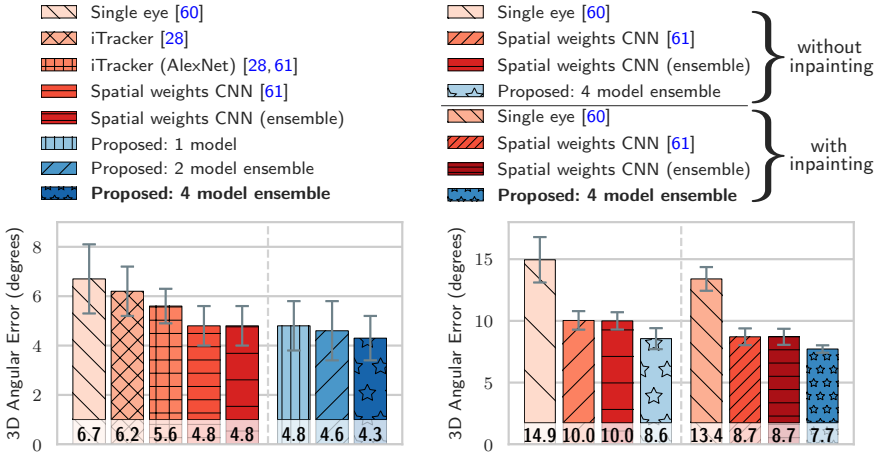 Single eye [60]
iTracker [28]
iTracker (AlexNet) [28, 61]
Spatial weights CNN [61]
Spatial weights CNN (ensemble)
Proposed: 1 model
Proposed: 2 model ensemble
Proposed: 4 model ensemble
3D Angular Error (degrees)
8
6
4
2
0
6.7 6.2 5.6 4.8 4.8 4.8 4.6 4.3
Single eye [60]
Spatial weights CNN [61]
Spatial weights CNN (ensemble)
Proposed: 4 model ensemble
without
inpainting
Single eye [60]
Spatial weights CNN [61]
Spatial weights CNN (ensemble)
Proposed: 4 model ensemble
with
inpainting
3D Angular Error (degrees)
15
10
5
0
14.9 10.0 10.0 8.6 13.4 8.7 8.7 7.7